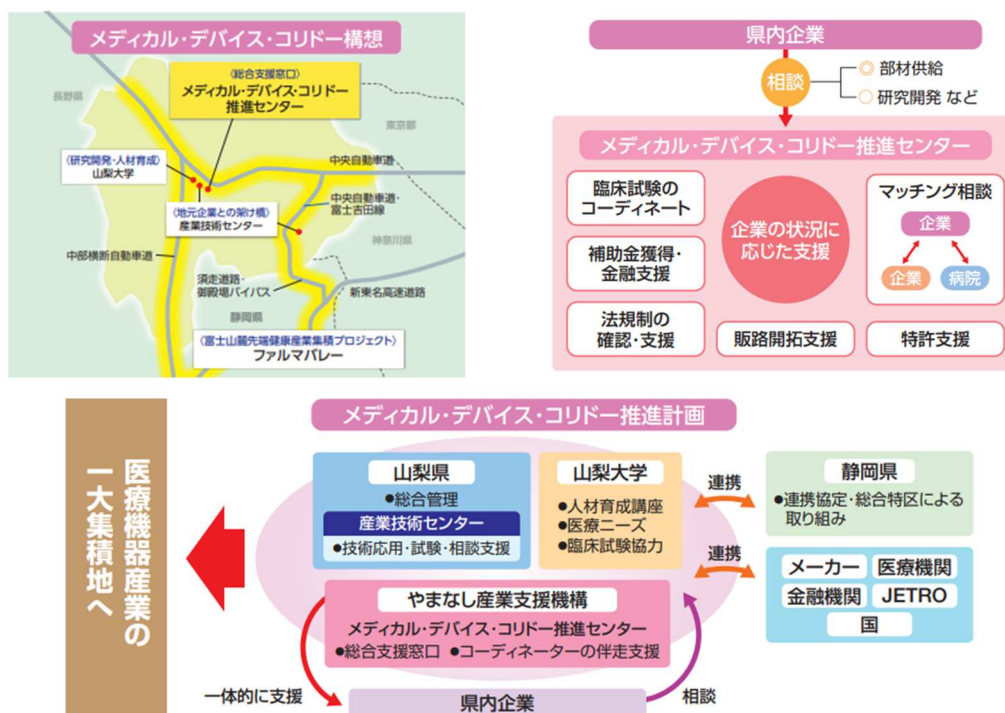 メディカル・デバイス・コリドー構想
〈総合支援窓口〉
メディカル・デバイス・コリドー
推進センター
長野県
東京都
〈研究開発・人材育成〉
山梨大学
中央自動車道
〈地元企業との架け橋〉
産業技術センター
中央自動車道・
富士吉田線
神奈川県
中部横断自動車道
須走道路・
御殿場バイパス
新東名高速道路
静岡県
〈富士山麓先端健康産業集積プロジェクト〉
ファルマバレー
県内企業
相談
◎部材供給
○研究開発 など
メディカル・デバイス・コリドー推進センター
臨床試験の
コーディネート
補助金獲得・
金融支援
法規制の
確認・支援
企業の状況に
応じた支援
販路開拓支援
マッチング相談
企業
企業
病院
特許支援
メディカル・デバイス・コリドー推進計画
医療機器産業の
一大集積地へ
山梨県
●総合管理
産業技術センター
●技術応用・試験・相談支援
山梨大学
●人材育成講座
●医療ニーズ
●臨床試験協力
連携
静岡県
●連携協定・総合特区による
取り組み
連携
メーカー
医療機関
金融機関
JETRO
国
やまなし産業支援機構
メディカル・デバイス・コリドー推進センター
●総合支援窓口 ●コーディネーターの伴走支援
一体的に支援
県内企業
相談